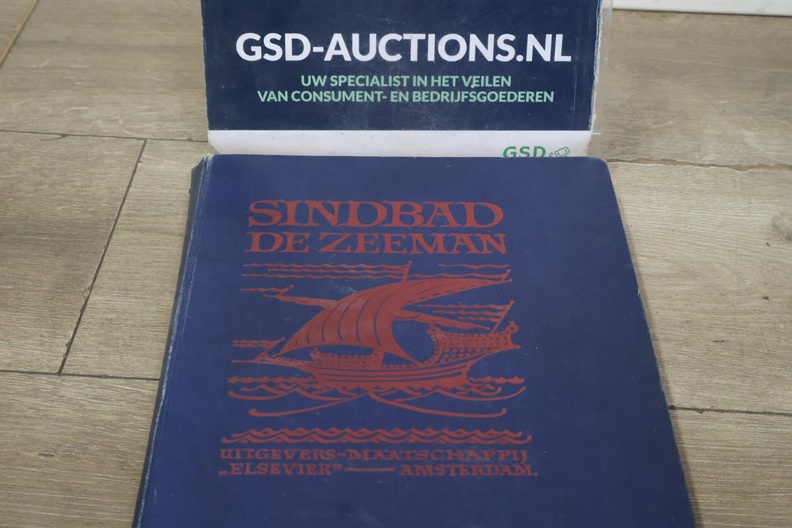 GSD-AUCTIONS.NL
UW SPECIALIST IN HET VEILEN
VAN CONSUMENT- EN BEDRIJFSGOEDEREN
GSD
SINDBAD
DE ZEEMAN
UITGEVERS-MAATSCHAPPIJ
„ELSEVIER" — AMSTERDAM.